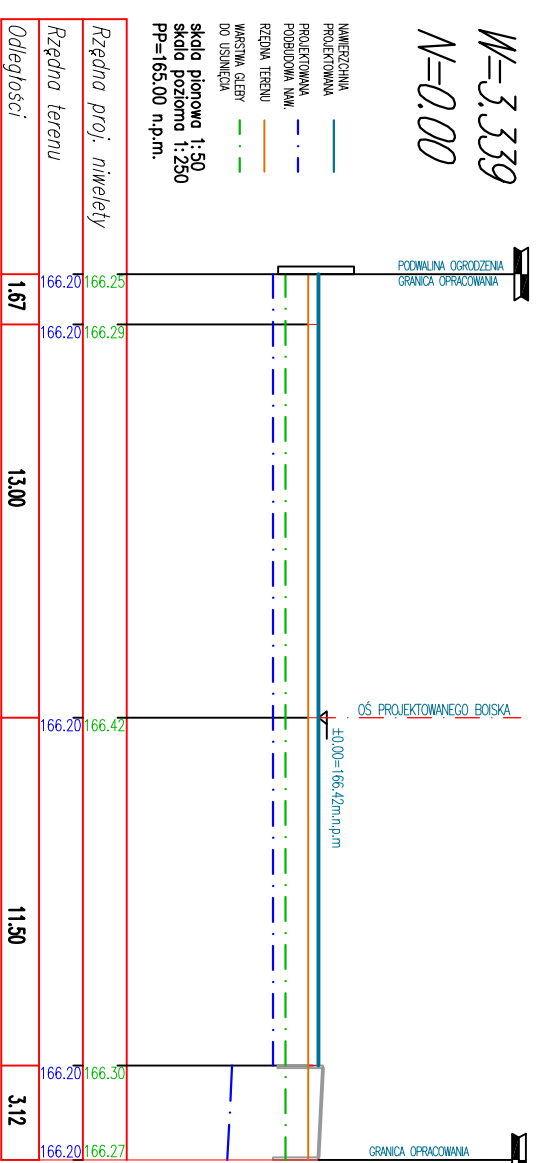 W=3.339
N=0.00
NAWIERZCHNIA
PROJEKTOWANA
PROJEKTOWANA
PODBUDOWA NAW.
RZĘDNA TERENU
WARSTWA GLEBY
DO USUNIĘCIA
skala pionowa 1:50
skala pozioma 1:250
PP=165.00 n.p.m.
PODWALINA OGRODZENIA
GRANICA OPRACOWANIA
OŚ PROJEKTOWANEGO BOISKA
±0.00=166.42m.n.p.m
GRANICA OPRACOWANIA
Rzędna proj. niwelety
166.25
166.29
166.42
166.30
166.27
Rzędna terenu
166.20
166.20
166.20
166.20
166.20
Odległości
1.67
13.00
11.50
3.12